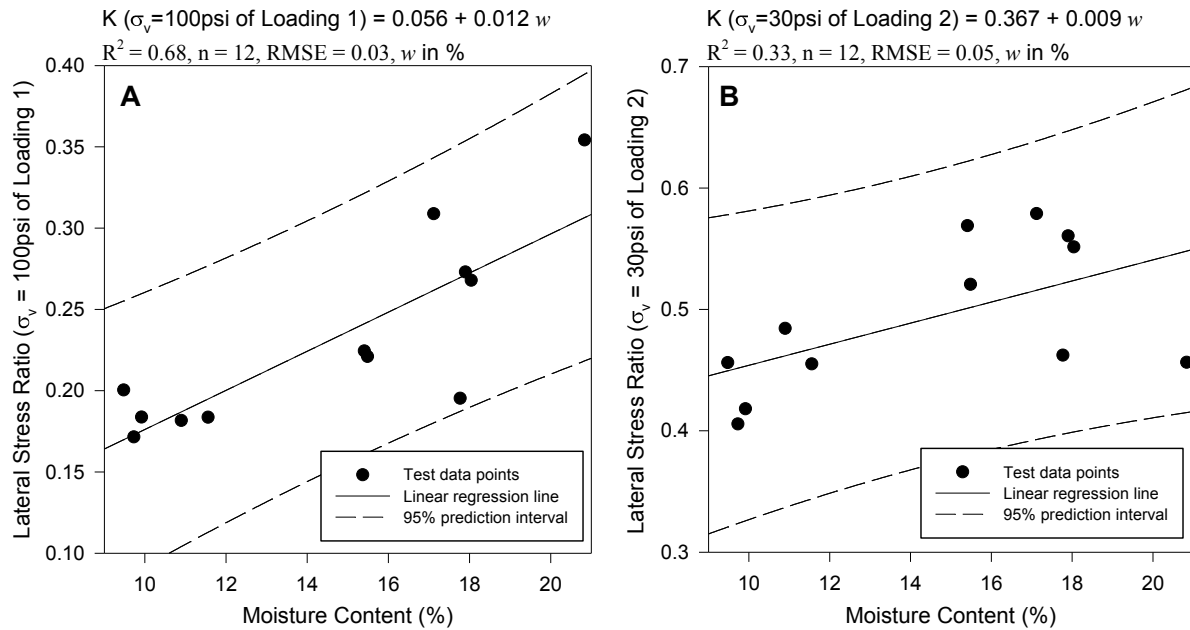 K (σv=100psi of Loading 1) = 0.056 + 0.012 w
R² = 0.68, n = 12, RMSE = 0.03, w in %
A
Lateral Stress Ratio (σv = 100psi of Loading 1)
0.40
0.35
0.30
0.25
0.20
0.15
0.10
Test data points
Linear regression line
95% prediction interval
10 12 14 16 18 20
Moisture Content (%)
K (σv=30psi of Loading 2) = 0.367 + 0.009 w
R² = 0.33, n = 12, RMSE = 0.05, w in %
B
Lateral Stress Ratio (σv = 30psi of Loading 2)
0.7
0.6
0.5
0.4
0.3
Test data points
Linear regression line
95% prediction interval
10 12 14 16 18 20
Moisture Content (%)